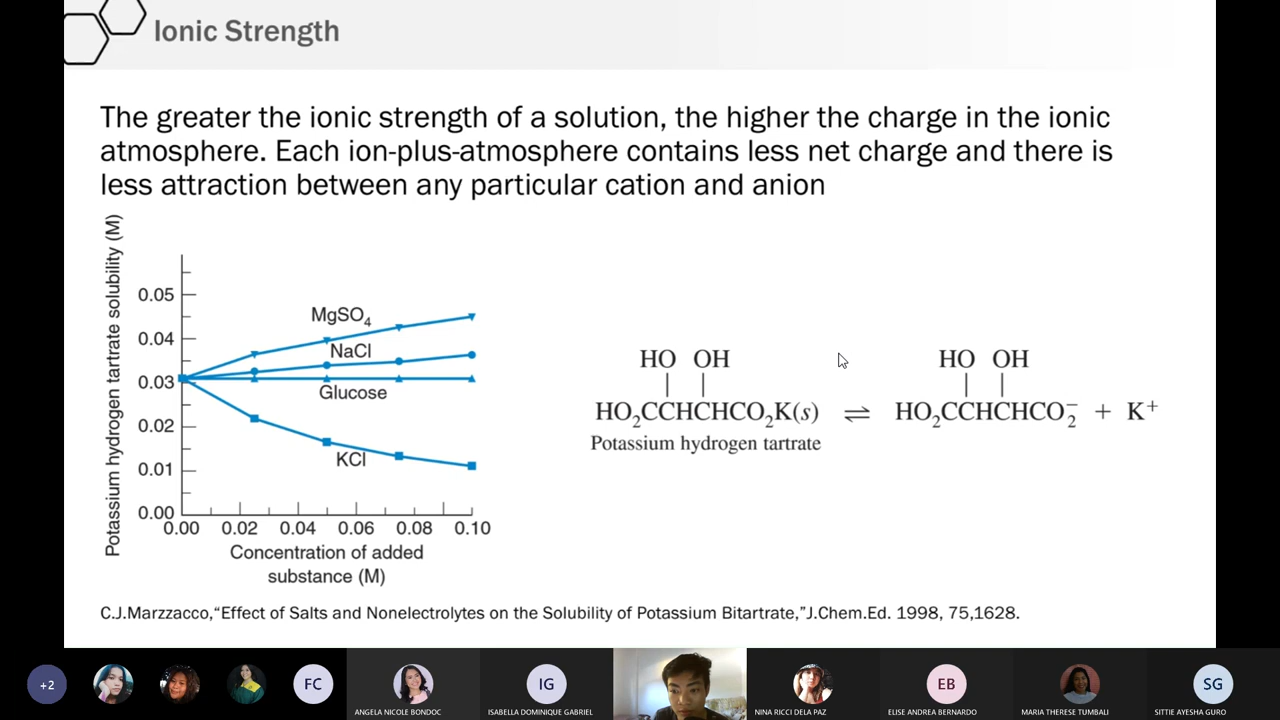 Ionic Strength
The greater the ionic strength of a solution, the higher the charge in the ionic
atmosphere. Each ion-plus-atmosphere contains less net charge and there is
less attraction between any particular cation and anion
Potassium hydrogen tartrate solubility (M)
0.05
0.04
0.03
0.02
0.01
0.00
MgSO₄
NaCl
Glucose
KCl
0.00 0.02 0.04 0.06 0.08 0.10
Concentration of added
substance (M)
HO OH
HO₂CCHCHCO₂K(s) ⇌
Potassium hydrogen tartrate
HO OH
HO₂CCHCHCO₂⁻ + K⁺
C.J.Marzzacco,“Effect of Salts and Nonelectrolytes on the Solubility of Potassium Bitartrate,”J.Chem.Ed. 1998, 75,1628.
+2
FC
ANGELA NICOLE BONDOC
IG
ISABELLA DOMINIQUE GABRIEL
NINA RICCI DELA PAZ
EB
ELISE ANDREA BERNARDO
MARIA THERESE TUMBALI
SG
SITTIE AYESHA GURO